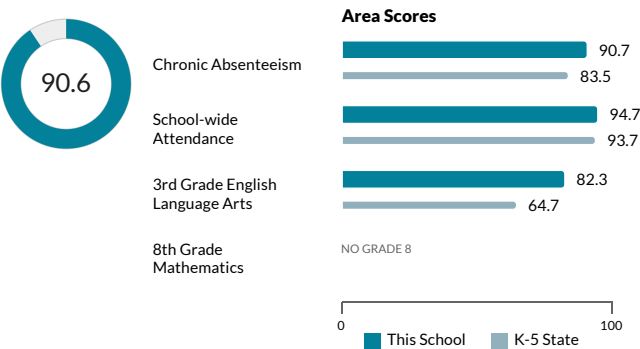 Area Scores
90.6
Chronic Absenteeism
90.7
83.5
School-wide
Attendance
94.7
93.7
3rd Grade English
Language Arts
82.3
64.7
8th Grade
Mathematics
NO GRADE 8
0
100
This School
K-5 State